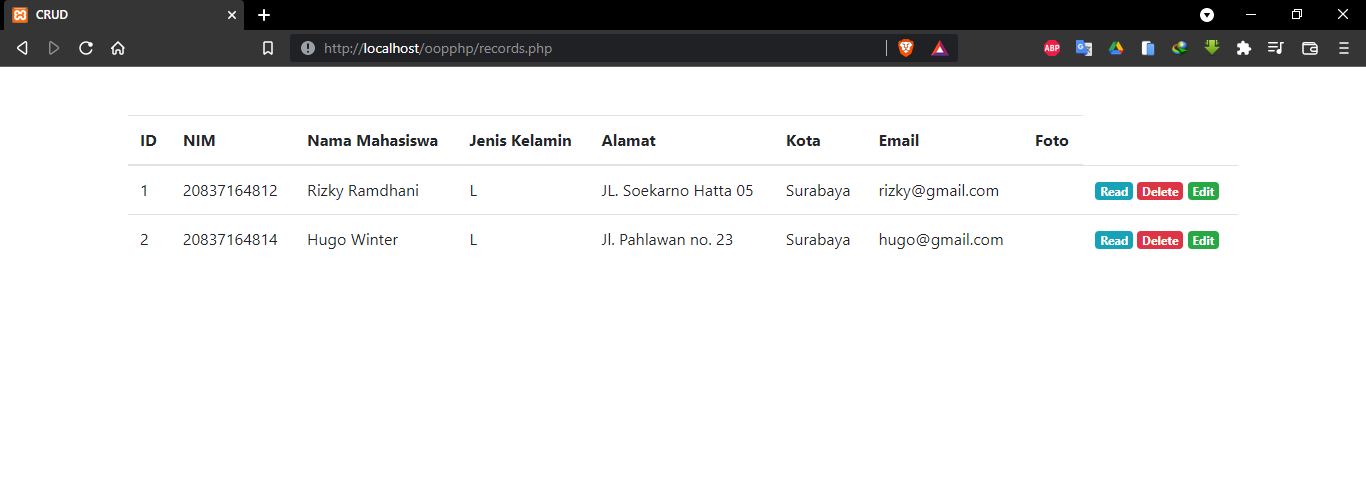 CRUD
http://localhost/oopphp/records.php
ABP
ID NIM Nama Mahasiswa Jenis Kelamin Alamat Kota Email Foto
1 20837164812 Rizky Ramdhani L JL. Soekarno Hatta 05 Surabaya rizky@gmail.com Read Delete Edit
2 20837164814 Hugo Winter L Jl. Pahlawan no. 23 Surabaya hugo@gmail.com Read Delete Edit